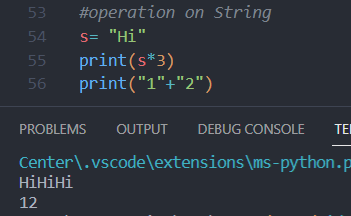 53 #operation on String
54 s= "Hi"
55 print(s*3)
56 print("1"+"2")
PROBLEMS OUTPUT DEBUG CONSOLE
Center\.vscode\extensions\ms-python.p
HiHiHi
12